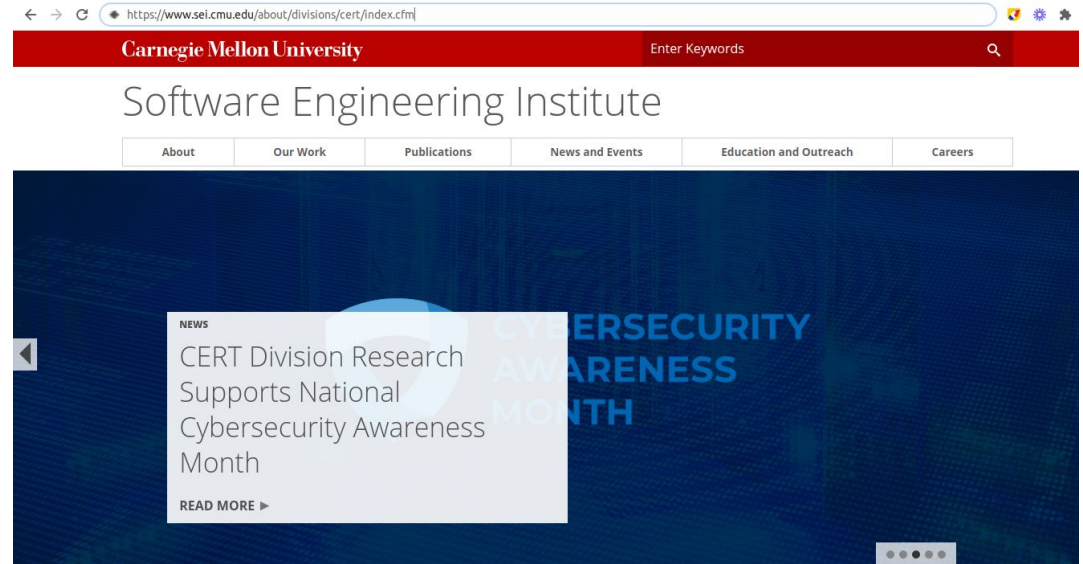 https://www.sei.cmu.edu/about/divisions/cert/index.cfm
Carnegie Mellon University
Enter Keywords
Software Engineering Institute
About
Our Work
Publications
News and Events
Education and Outreach
Careers
CYBERSECURITY
AWARENESS
MONTH
NEWS
CERT Division Research
Supports National
Cybersecurity Awareness
Month
READ MORE